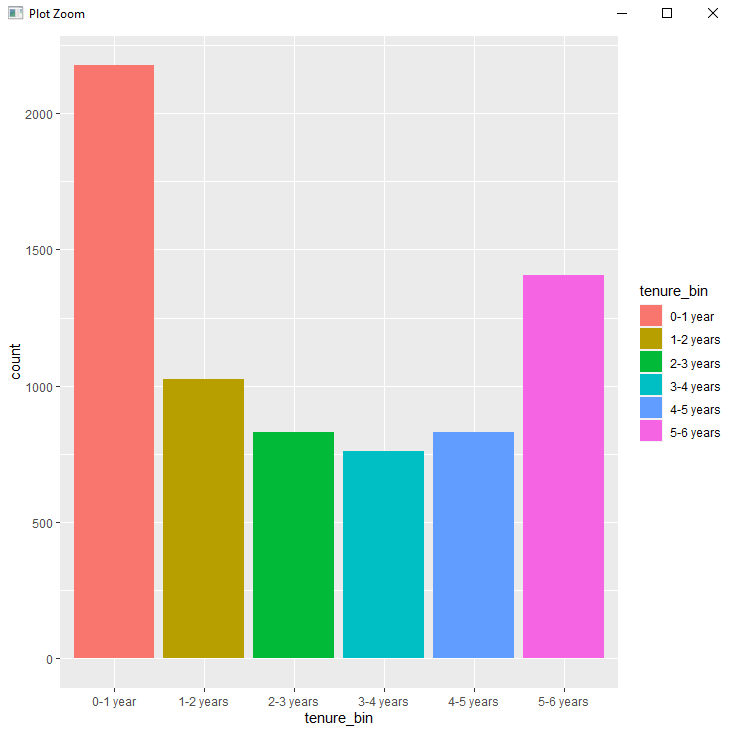 Plot Zoom
2000
1500
1000
500
0
count
0-1 year 1-2 years 2-3 years 3-4 years 4-5 years 5-6 years
tenure_bin
tenure_bin
0-1 year
1-2 years
2-3 years
3-4 years
4-5 years
5-6 years